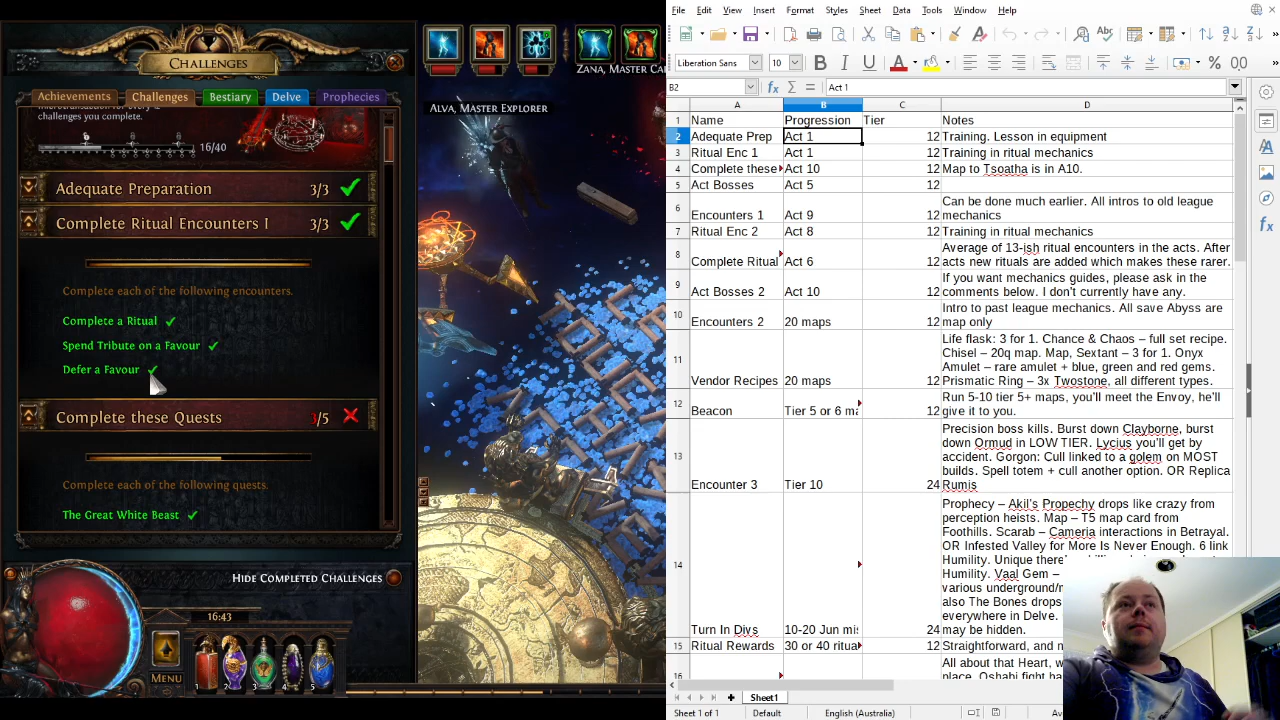 CHALLENGES
Achievements
Challenges
Bestiary
Delve
Prophecies
challenges you complete.
16/40
Adequate Preparation 3/3
Complete Ritual Encounters I 3/3
Complete each of the following encounters.
Complete a Ritual
Spend Tribute on a Favour
Defer a Favour
Complete these Quests 3/5
Complete each of the following quests.
The Great White Beast
HIDE COMPLETED CHALLENGES
16:43
MENU
1 2 3 4 5
ZANA, MASTER CA
ALVA, MASTER EXPLORER
File Edit View Insert Format Styles Sheet Data Tools Window Help
Liberation Sans 10
B2 Act 1
A B C D
1 Name Progression Tier Notes
2 Adequate Prep Act 1 12 Training. Lesson in equipment
3 Ritual Enc 1 Act 1 12 Training in ritual mechanics
4 Complete these Act 10 12 Map to Tsoatha is in A10.
5 Act Bosses Act 5 12
Can be done much earlier. All intros to old league
6 Encounters 1 Act 9 12 mechanics
7 Ritual Enc 2 Act 8 12 Training in ritual mechanics
Average of 13-ish ritual encounters in the acts. After
8 Complete Ritual Act 6 12 acts new rituals are added which makes these rarer.
If you want mechanics guides, please ask in the
9 Act Bosses 2 Act 10 12 comments below. I don't currently have any.
Intro to past league mechanics. All save Abyss are
10 Encounters 2 20 maps 12 map only
Life flask: 3 for 1. Chance & Chaos – full set recipe.
Chisel – 20q map. Map, Sextant – 3 for 1. Onyx
Amulet – rare amulet + blue, green and red gems.
11 Vendor Recipes 20 maps 12 Prismatic Ring – 3x Twostone, all different types.
Run 5-10 tier 5+ maps, you'll meet the Envoy, he'll
12 Beacon Tier 5 or 6 ma 12 give it to you.
Precision boss kills. Burst down Clayborne, burst
down Ormud in LOW TIER. Lycius you'll get by
accident. Gorgon: Cull linked to a golem on MOST
builds. Spell totem + cull another option. OR Replica
13 Encounter 3 Tier 10 24 Rumis
Prophecy – Akil's Propechy drops like crazy from
perception heists. Map – T5 map card from
Foothills. Scarab – Cameria interactions in Betrayal.
OR Infested Valley for More Is Never Enough. 6 link
Humility. Unique there
Humility. Vaal Gem –
various underground/
also The Bones drops
everywhere in Delve.
14 Turn In Divs 10-20 Jun mis 24 may be hidden.
15 Ritual Rewards 30 or 40 ritua 12 Straightforward, and n
All about that Heart, w
16 place. Oshabi fight ha
Sheet1
Sheet 1 of 1 Default English (Australia) Av